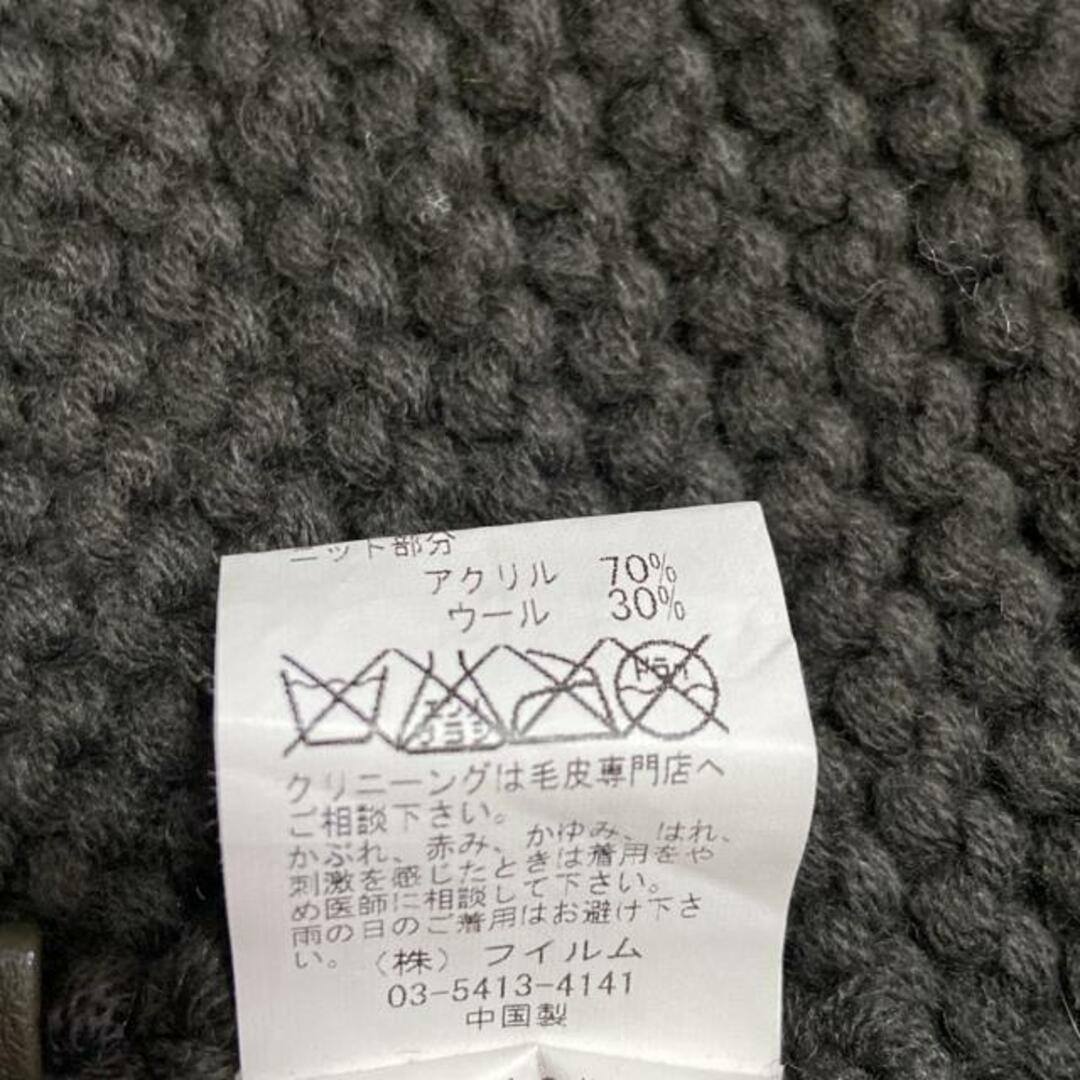 ニット部分
アクリル 70%
ウール 30%
ドライ
クリニーングは毛皮専門店へ
ご相談下さい。
かぶれ、赤み、かゆみ、はれ、
刺激を感じたときは着用をや
め医師に相談して下さい。
雨の日のご着用はお避け下さ
い。（株）フイルム
03-5413-4141
中国製